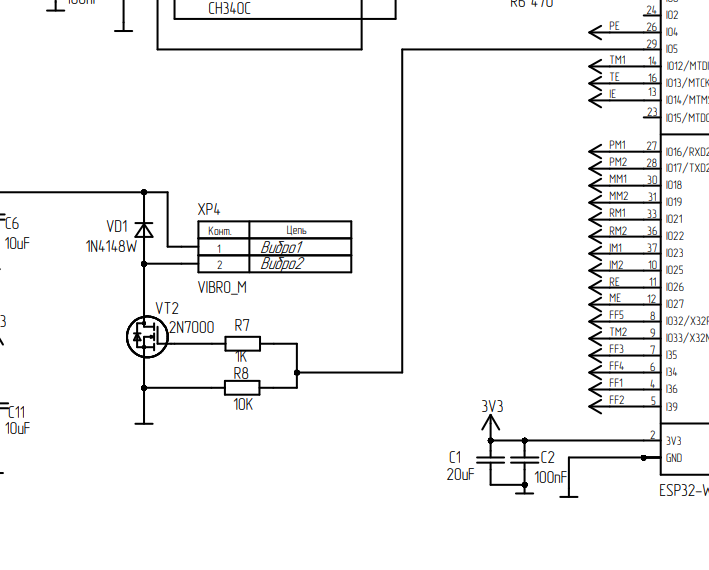 100nF
CH340C
R6 470
24 IO2
PE 26 IO4
29 IO5
TM1 14 IO12/MTDI
TE 16 IO13/MTCK
IE 13 IO14/MTMS
23 IO15/MTDO
PM1 27 IO16/RXD2
PM2 28 IO17/TXD2
MM1 30 IO18
MM2 31 IO19
RM1 33 IO21
RM2 36 IO22
IM1 37 IO23
IM2 10 IO25
RE 11 IO26
ME 12 IO27
FF5 8 IO32/X32P
TM2 9 IO33/X32N
FF3 7 I35
FF4 6 I34
FF1 4 I36
FF2 5 I39
2 3V3
GND
ESP32-W
C6
10uF
VD1
1N4148W
XP4
Конт. Цепь
1 Вибро1
2 Вибро2
VIBRO_M
VT2
2N7000
R7
1K
R8
10K
3
C11
10uF
3V3
C1
20uF
C2
100nF